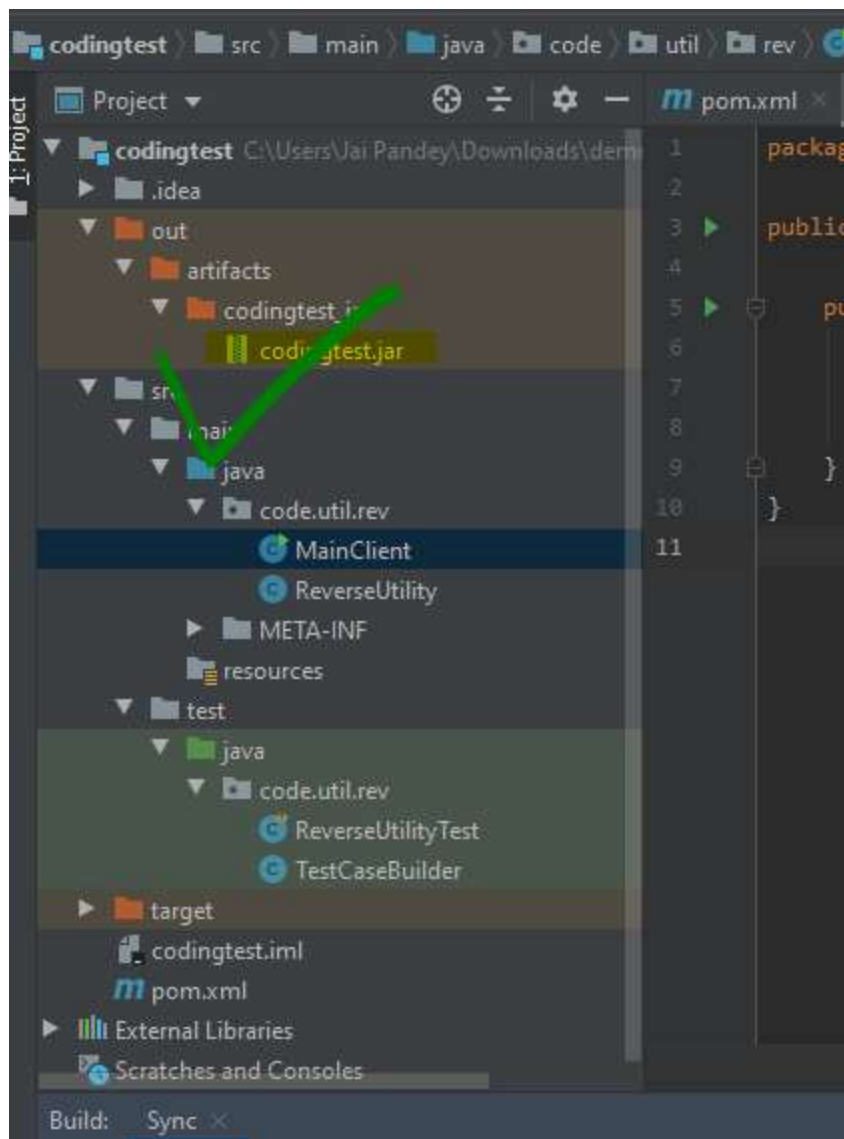 codingtest src main java code util rev
1: Project
Project
pom.xml
codingtest C:\Users\Jai Pandey\Downloads\dem
.idea
out
artifacts
codingtest.jar
java
code.util.rev
MainClient
ReverseUtility
META-INF
resources
test
java
code.util.rev
ReverseUtilityTest
TestCaseBuilder
target
codingtest.iml
pom.xml
External Libraries
Scratches and Consoles
1 packag
2
3 public
4
5 pu
6
7
8
9 }
10 }
11
Build: Sync